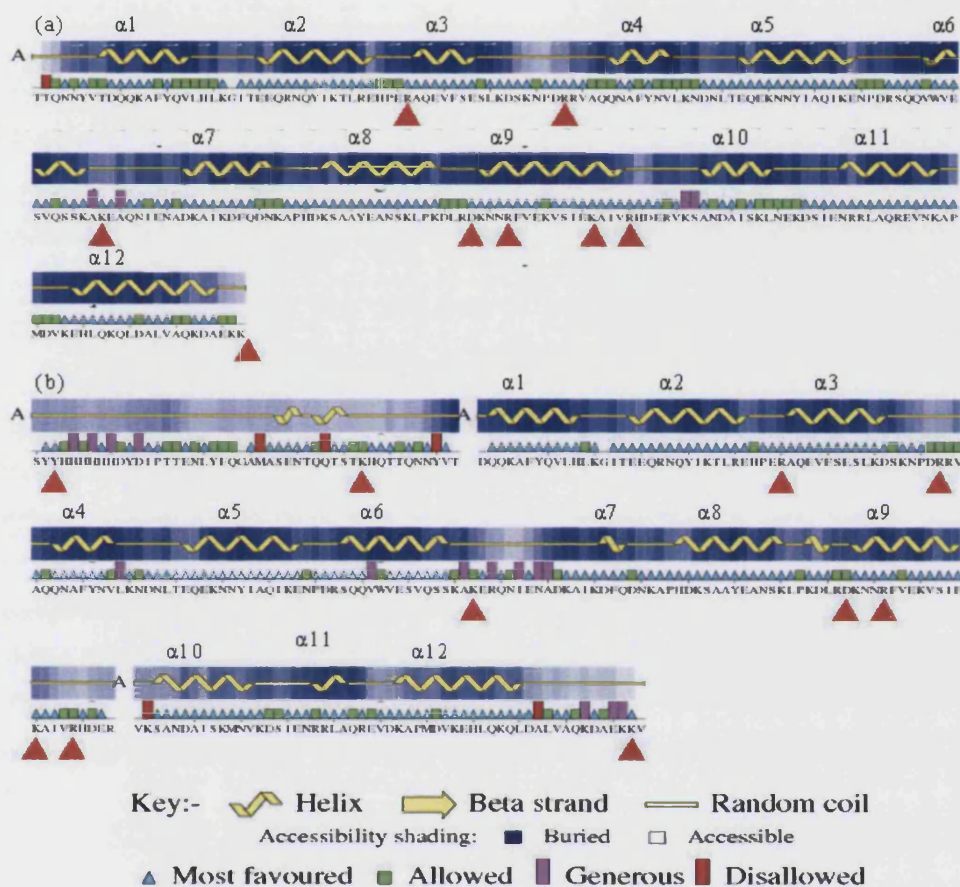 (a)
α1 α2 α3 α4 α5 α6
A
TTQNNYVTDQQKAFYQVLHLKGITEEQRNQYIKTLREHPERAQEVFSESLKDSKNPDRRVAQQNAFYNVLKNDNLTEQEKNNYIAQIKENPDRSQQVWVE
α7 α8 α9 α10 α11
SVQSSKAKEAQNIENADKAIKDFQDNKAPHDKSAAYEANSKLPKDLRDKNNRFVEKVSIEKAIVRHDERVKSANDAISKLNEKDSIENRRLAQREVNKAP
α12
MDVKEHLQKQLDALVAQKDAEKK
(b)
α1 α2 α3
A A
SYYHHHHHHDYDIPTTENLYFQGAMASENTQQTSTKHQTTQNNYVT DQQKAFYQVLHLKGITEEQRNQYIKTLREHPERAQEVFSESLKDSKNPDRRV
α4 α5 α6 α7 α8 α9
AQQNAFYNVLKNDNLTEQEKNNYIAQIKENPDRSQQVWVESVQSSKAKERQNIENADKAIKDFQDNKAPHDKSAAYEANSKLPKDLRDKNNRFVEKVSIE
α10 α11 α12
A
KAIVRHDER VKSANDAISKMNVKDSIENRRLAQREVDKAPMDVKEHLQKQLDALVAQKDAEKKV
Key:- Helix Beta strand Random coil
Accessibility shading: Buried Accessible
Most favoured Allowed Generous Disallowed